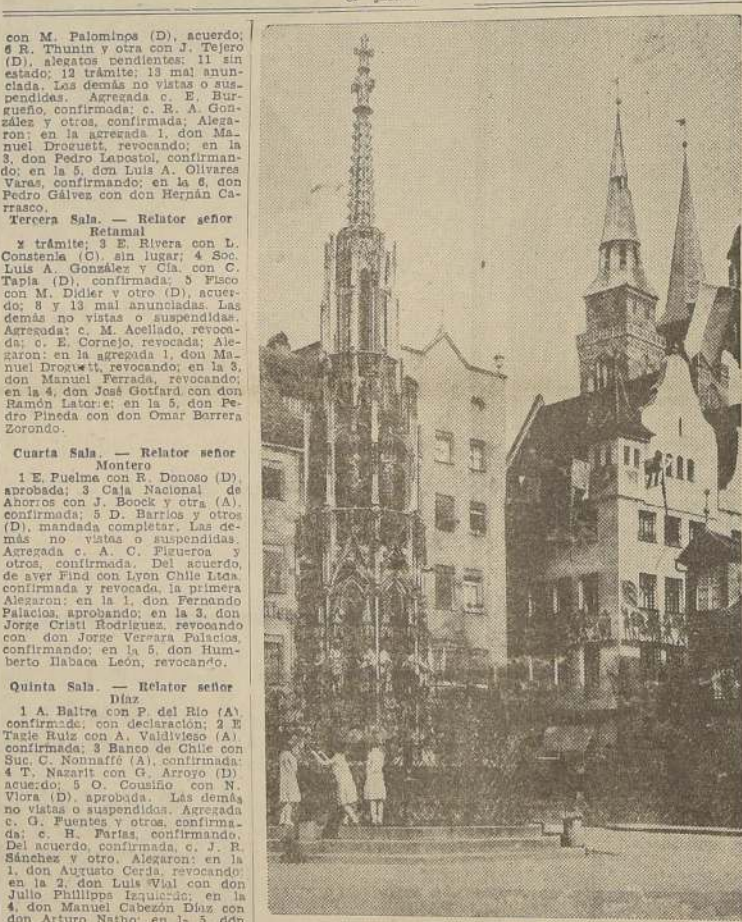 con M. Palominos (D), acuerdo;
6 R. Thunin y otra con J. Tejero
(D), alegatos pendientes; 11 sin
estado; 12 trámite; 13 mal anun-
ciada. Las demás no vistas o sus-
pendidas. Agregada c. E. Bur-
gueño, confirmada; c. R. A. Gon-
zález y otros, confirmada; Alega-
ron: en la agregada 1, don Ma-
nuel Droguett, revocando; en la
3, don Pedro Lapostol, confirman-
do; en la 5, don Luis A. Olivares
Varas, confirmando; en la 6, don
Pedro Gálvez con don Hernán Ca-
rrasco.
Tercera Sala. — Relator señor
Retamal
trámite; 3 E. Rivera con L.
Constenla (C). sin lugar; 4 Soc.
Luis A. González y Cía. con C.
Tapia (D), confirmada; 5 Fisco
con M. Didier y otro (D), acuer-
do; 8 y 13 mal anunciadas. Las
demás no vistas o suspendidas.
Agregada: c. M. Acellado, revoca-
da; c. E. Cornejo, revocada; Ale-
garon: en la agregada 1, don Ma-
nuel Droguett, revocando; en la 3,
don Manuel Ferrada, revocando;
en la 4, don José Gotfard con don
Ramón Latorre; en la 5, don Pe-
dro Pineda con don Omar Barrera
Zorondo.
Cuarta Sala. — Relator señor
Montero
1 E. Puelma con R. Donoso (D),
aprobada; 3 Caja Nacional de
Ahorros con J. Boock y otra (A),
confirmada; 5 D. Barrios y otros
(D), mandada completar. Las de-
más no vistas o suspendidas.
Agregada c. A. C. Figueroa y
otros, confirmada. Del acuerdo,
de ayer Find con Lyon Chile Ltda.
confirmada y revocada, la primera
Alegaron: en la 1, don Fernando
Palacios, aprobando; en la 3, don
Jorge Cristi Rodríguez, revocando
con don Jorge Vergara Palacios,
confirmando; en la 5, don Hum-
berto Ilabaca León, revocando.
Quinta Sala. — Relator señor
Díaz
1 A. Baltra con P. del Río (A),
confirmada; con declaración; 2 E
Tagle Ruiz con A. Valdivieso (A).
confirmada; 3 Banco de Chile con
Suc. C. Nonnaffé (A), confirmada;
4 T. Nazarit con G. Arroyo (D)
acuerdo; 5 O. Cousiño con N.
Vlora (D). aprobada. Las demás
no vistas o suspendidas. Agregada
c. G. Fuentes y otros, confirma-
da; c. H. Farías, confirmando.
Del acuerdo, confirmada, c. J. R.
Sánchez y otro. Alegaron: en la
1, don Augusto Cerda, revocando;
en la 2, don Luis Vial con don
Julio Phillipps Izquierdo; en la
4, don Manuel Cabezón Díaz con
don Arturo Natho; en la 5, don